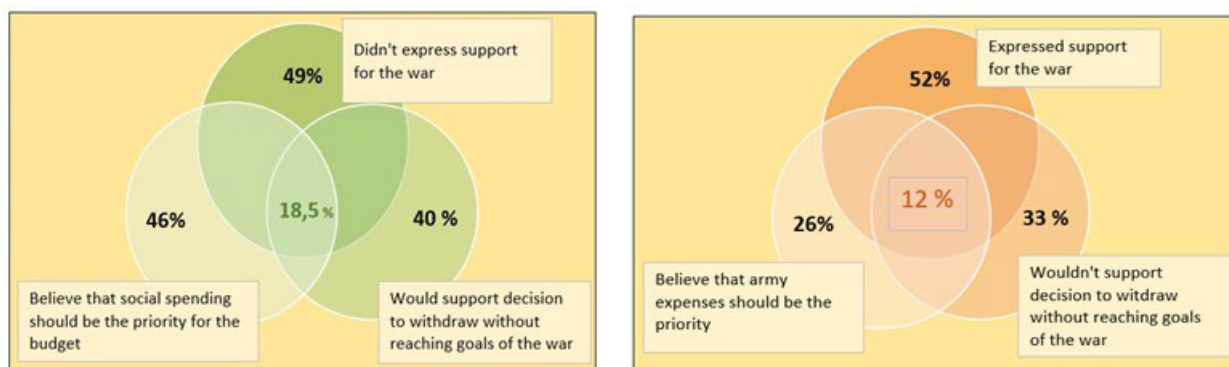 Didn't express support
for the war
49%
18,5 %
46%
40 %
Believe that social spending
should be the priority for the
budget
Would support decision
to withdraw without
reaching goals of the war
Expressed support
for the war
52%
12 %
26%
33 %
Believe that army
expenses should be the
priority
Wouldn't support
decision to witdraw
without reaching goals
of the war